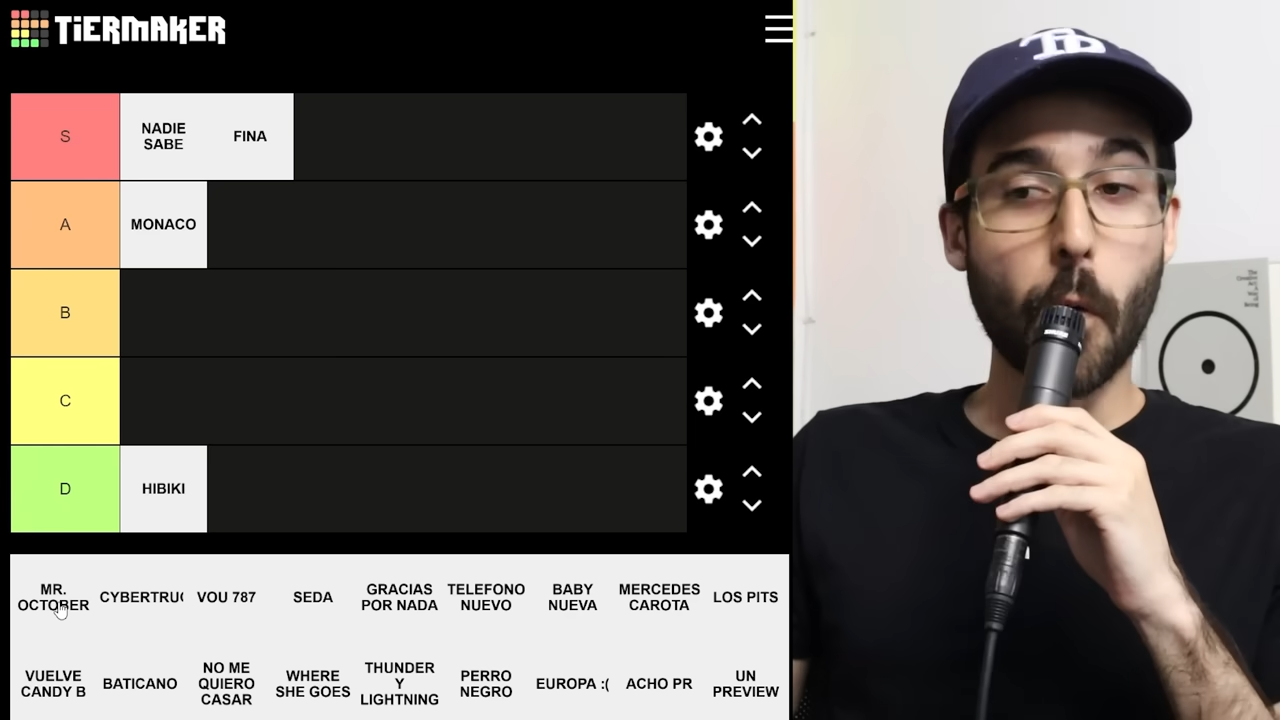 TiERMAKER
TB
S
NADIE
SABE
FINA
A
MONACO
B
C
D
HIBIKI
MR.
OCTOBER
CYBERTRUC
VOU 787
SEDA
GRACIAS
POR NADA
TELEFONO
NUEVO
BABY
NUEVA
MERCEDES
CAROTA
LOS PITS
VUELVE
CANDY B
BATICANO
NO ME
QUIERO
CASAR
WHERE
SHE GOES
THUNDER
Y
LIGHTNING
PERRO
NEGRO
EUROPA :(
ACHO PR
UN
PREVIEW